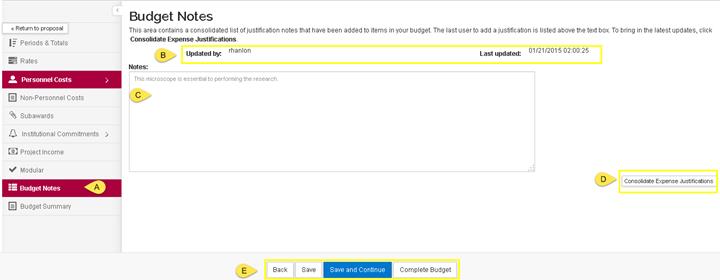 « Return to proposal
Periods & Totals
Rates
Personnel Costs
Non-Personnel Costs
Subawards
Institutional Commitments
Project Income
Modular
Budget Notes
A
Budget Summary
Budget Notes
This area contains a consolidated list of justification notes that have been added to items in your budget. The last user to add a justification is listed above the text box. To bring in the latest updates, click
Consolidate Expense Justifications.
B
Updated by: rhanlon Last updated: 01/21/2015 02:00:25
Notes:
This microscope is essential to performing the research.
C
D
Consolidate Expense Justifications
E
Back Save Save and Continue Complete Budget